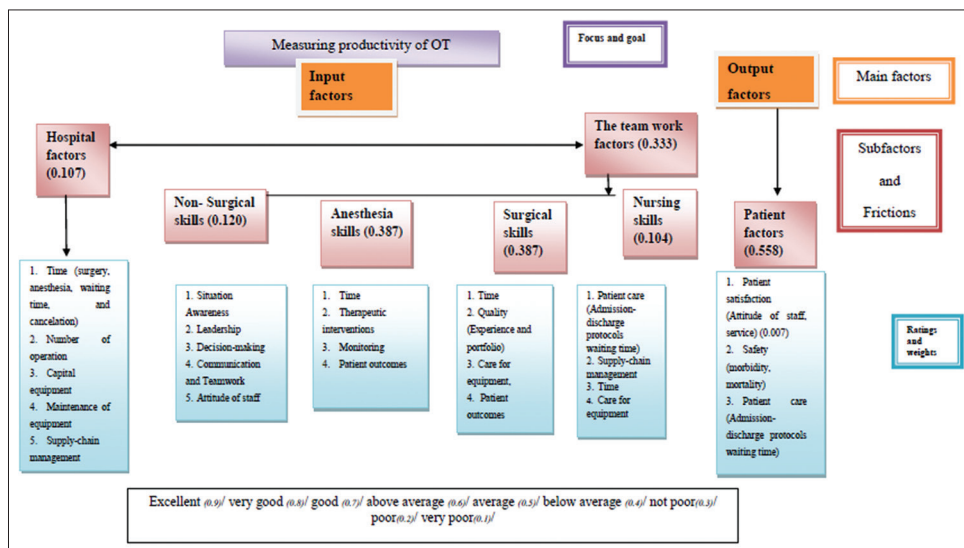 Measuring productivity of OT
Focus and goal
Input
factors
Output
factors
Main factors
Hospital
factors
(0.107)
The team work
factors (0.333)
Subfactors
and
Frictions
Non- Surgical
skills (0.120)
Anesthesia
skills (0.387)
Surgical
skills
(0.387)
Nursing
skills
(0.104)
Patient
factors
(0.558)
1. Time (surgery,
anesthesia, waiting
time, and
cancelation)
2. Number of
operation
3. Capital
equipment
4. Maintenance of
equipment
5. Supply-chain
management
1. Situation
Awareness
2. Leadership
3. Decision-making
4. Communication
and Teamwork
5. Attitude of staff
1. Time
2. Therapeutic
interventions
3. Monitoring
4. Patient outcomes
1. Time
2. Quality
(Experience and
portfolio)
3. Care for
equipment,
4. Patient
outcomes
1. Patient care
(Admission-
discharge
protocols
waiting time)
2. Supply-chain
management
3. Time
4. Care for
equipment
1. Patient
satisfaction
(Attitude of staff,
service) (0.007)
2. Safety
(morbidity,
mortality)
3. Patient care
(Admission-
discharge protocols
waiting time)
Ratings
and
weights
Excellent (0.9)/ very good (0.8)/ good (0.7)/ above average (0.6)/ average (0.5)/ below average (0.4)/ not poor(0.3)/
poor(0.2)/ very poor(0.1)/